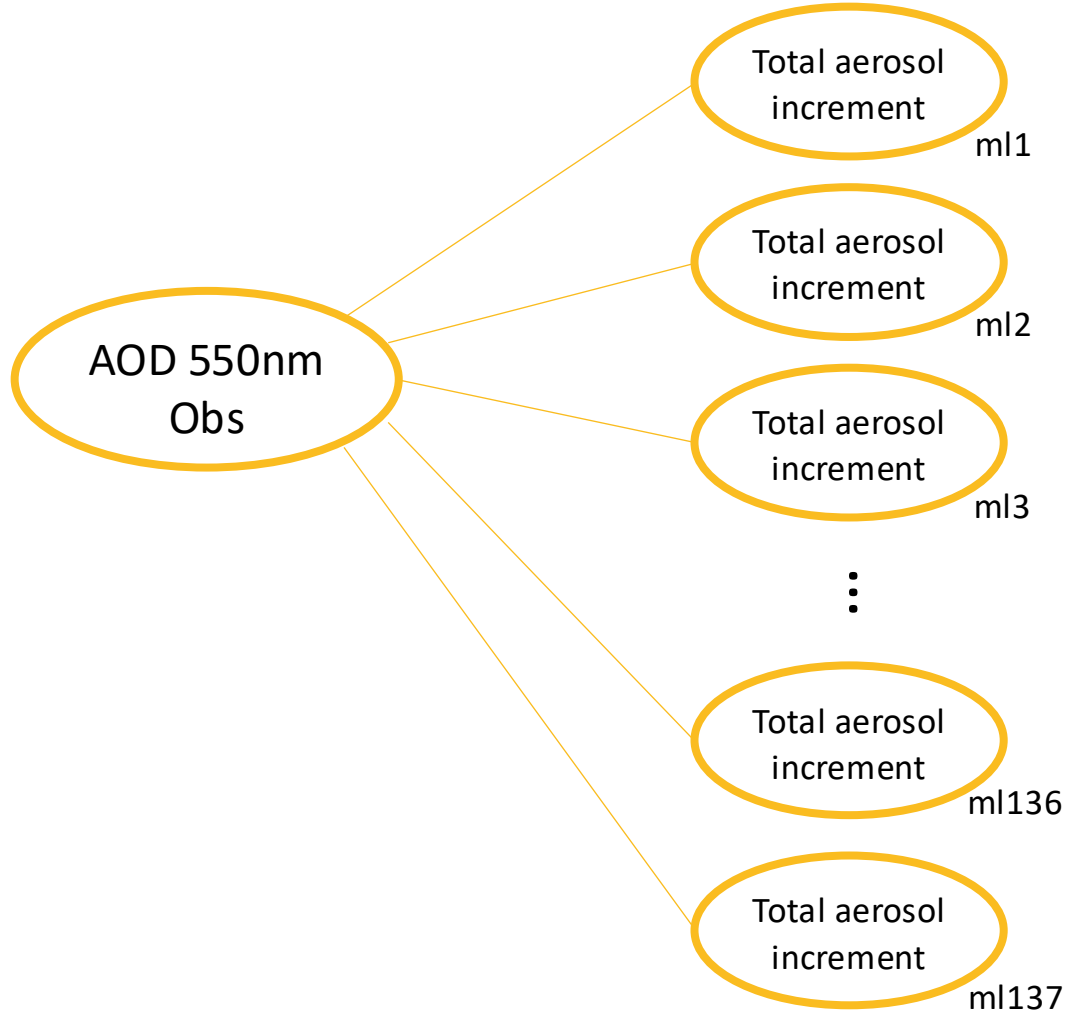 AOD 550nm
Obs
Total aerosol
increment
ml1
Total aerosol
increment
ml2
Total aerosol
increment
ml3
⋮
Total aerosol
increment
ml136
Total aerosol
increment
ml137